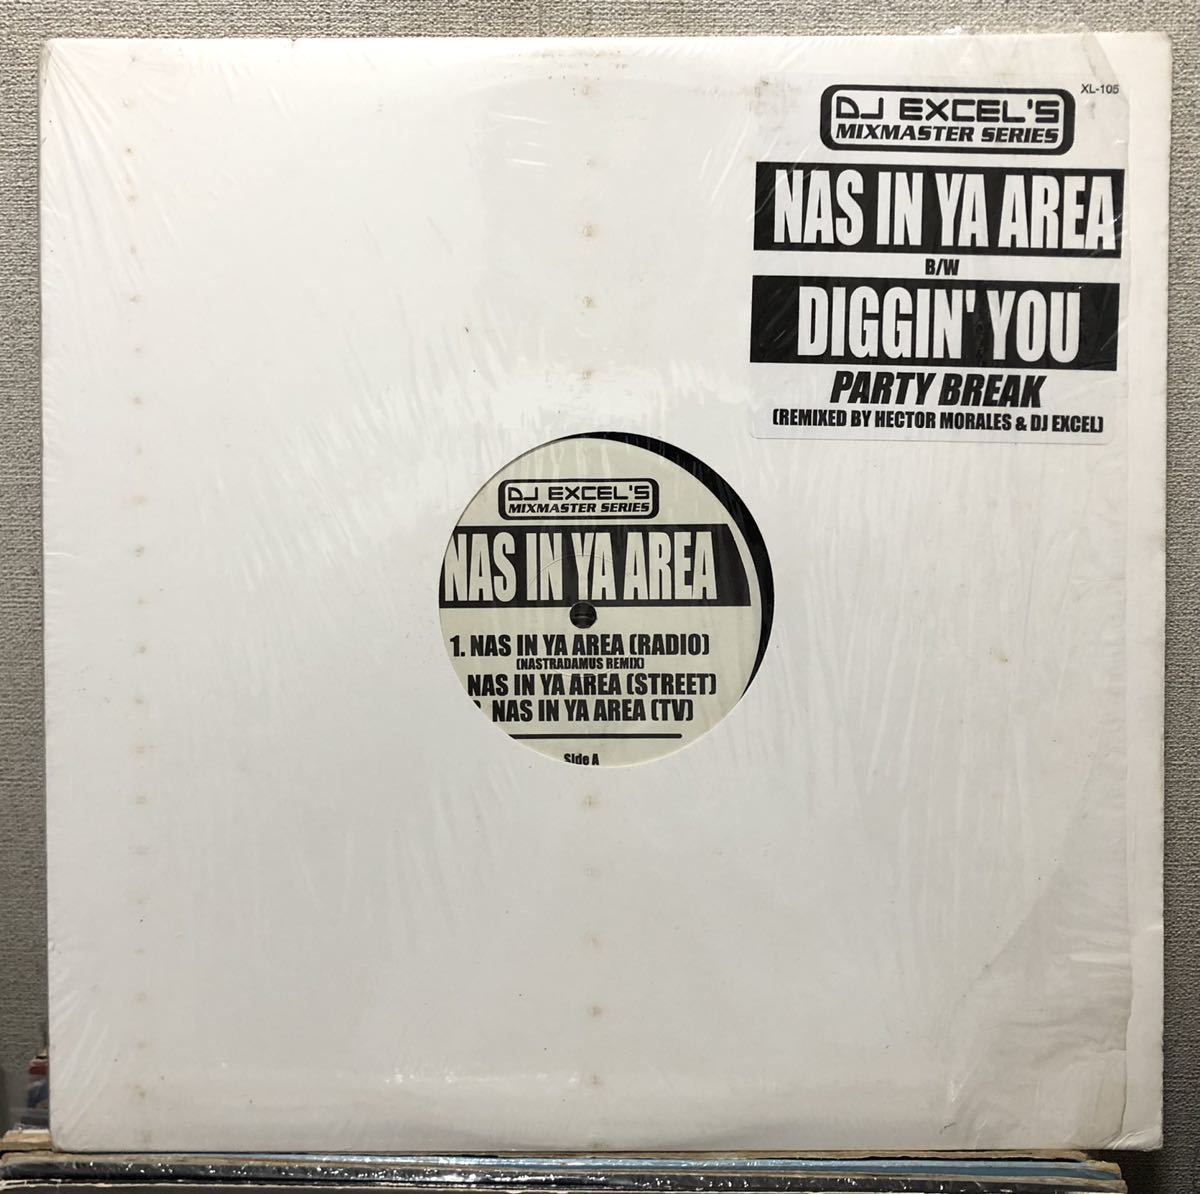 XL-105
DJ EXCEL'S
MIXMASTER SERIES
NAS IN YA AREA
B/W
DIGGIN' YOU
PARTY BREAK
(REMIXED BY HECTOR MORALES & DJ EXCEL)
DJ EXCEL'S
MIXMASTER SERIES
NAS IN YA AREA
1. NAS IN YA AREA (RADIO)
(NASTRADAMUS REMIX)
NAS IN YA AREA (STREET)
NAS IN YA AREA (TV)
Side A